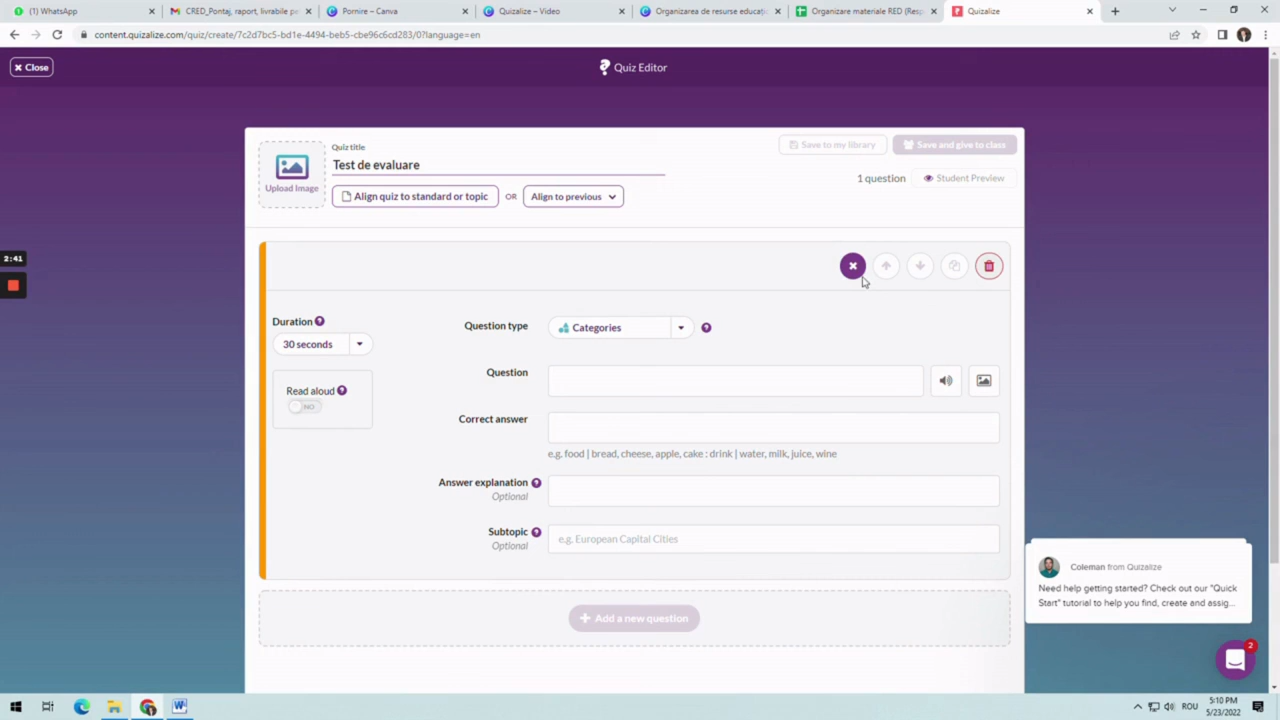 (1) WhatsApp
CRED_Pontaj, raport, livrabile pe
Pornire – Canva
Quizalize – Video
Organizarea de resurse educați
Organizare materiale RED (Resp
Quizalize
content.quizalize.com/quiz/create/7c2d7bc5-bd1e-4494-beb5-cbe96c6cd283/0?language=en
Close
Quiz Editor
Upload Image
Quiz title
Test de evaluare
Save to my library
Save and give to class
Align quiz to standard or topic
OR
Align to previous
1 question
Student Preview
2:41
Duration
30 seconds
Read aloud
NO
Question type
Categories
Question
Correct answer
e.g. food | bread, cheese, apple, cake : drink | water, milk, juice, wine
Answer explanation
Optional
Subtopic
Optional
e.g. European Capital Cities
Add a new question
Coleman from Quizalize
Need help getting started? Check out our "Quick
Start" tutorial to help you find, create and assig...
2
ROU
5:10 PM
5/23/2022